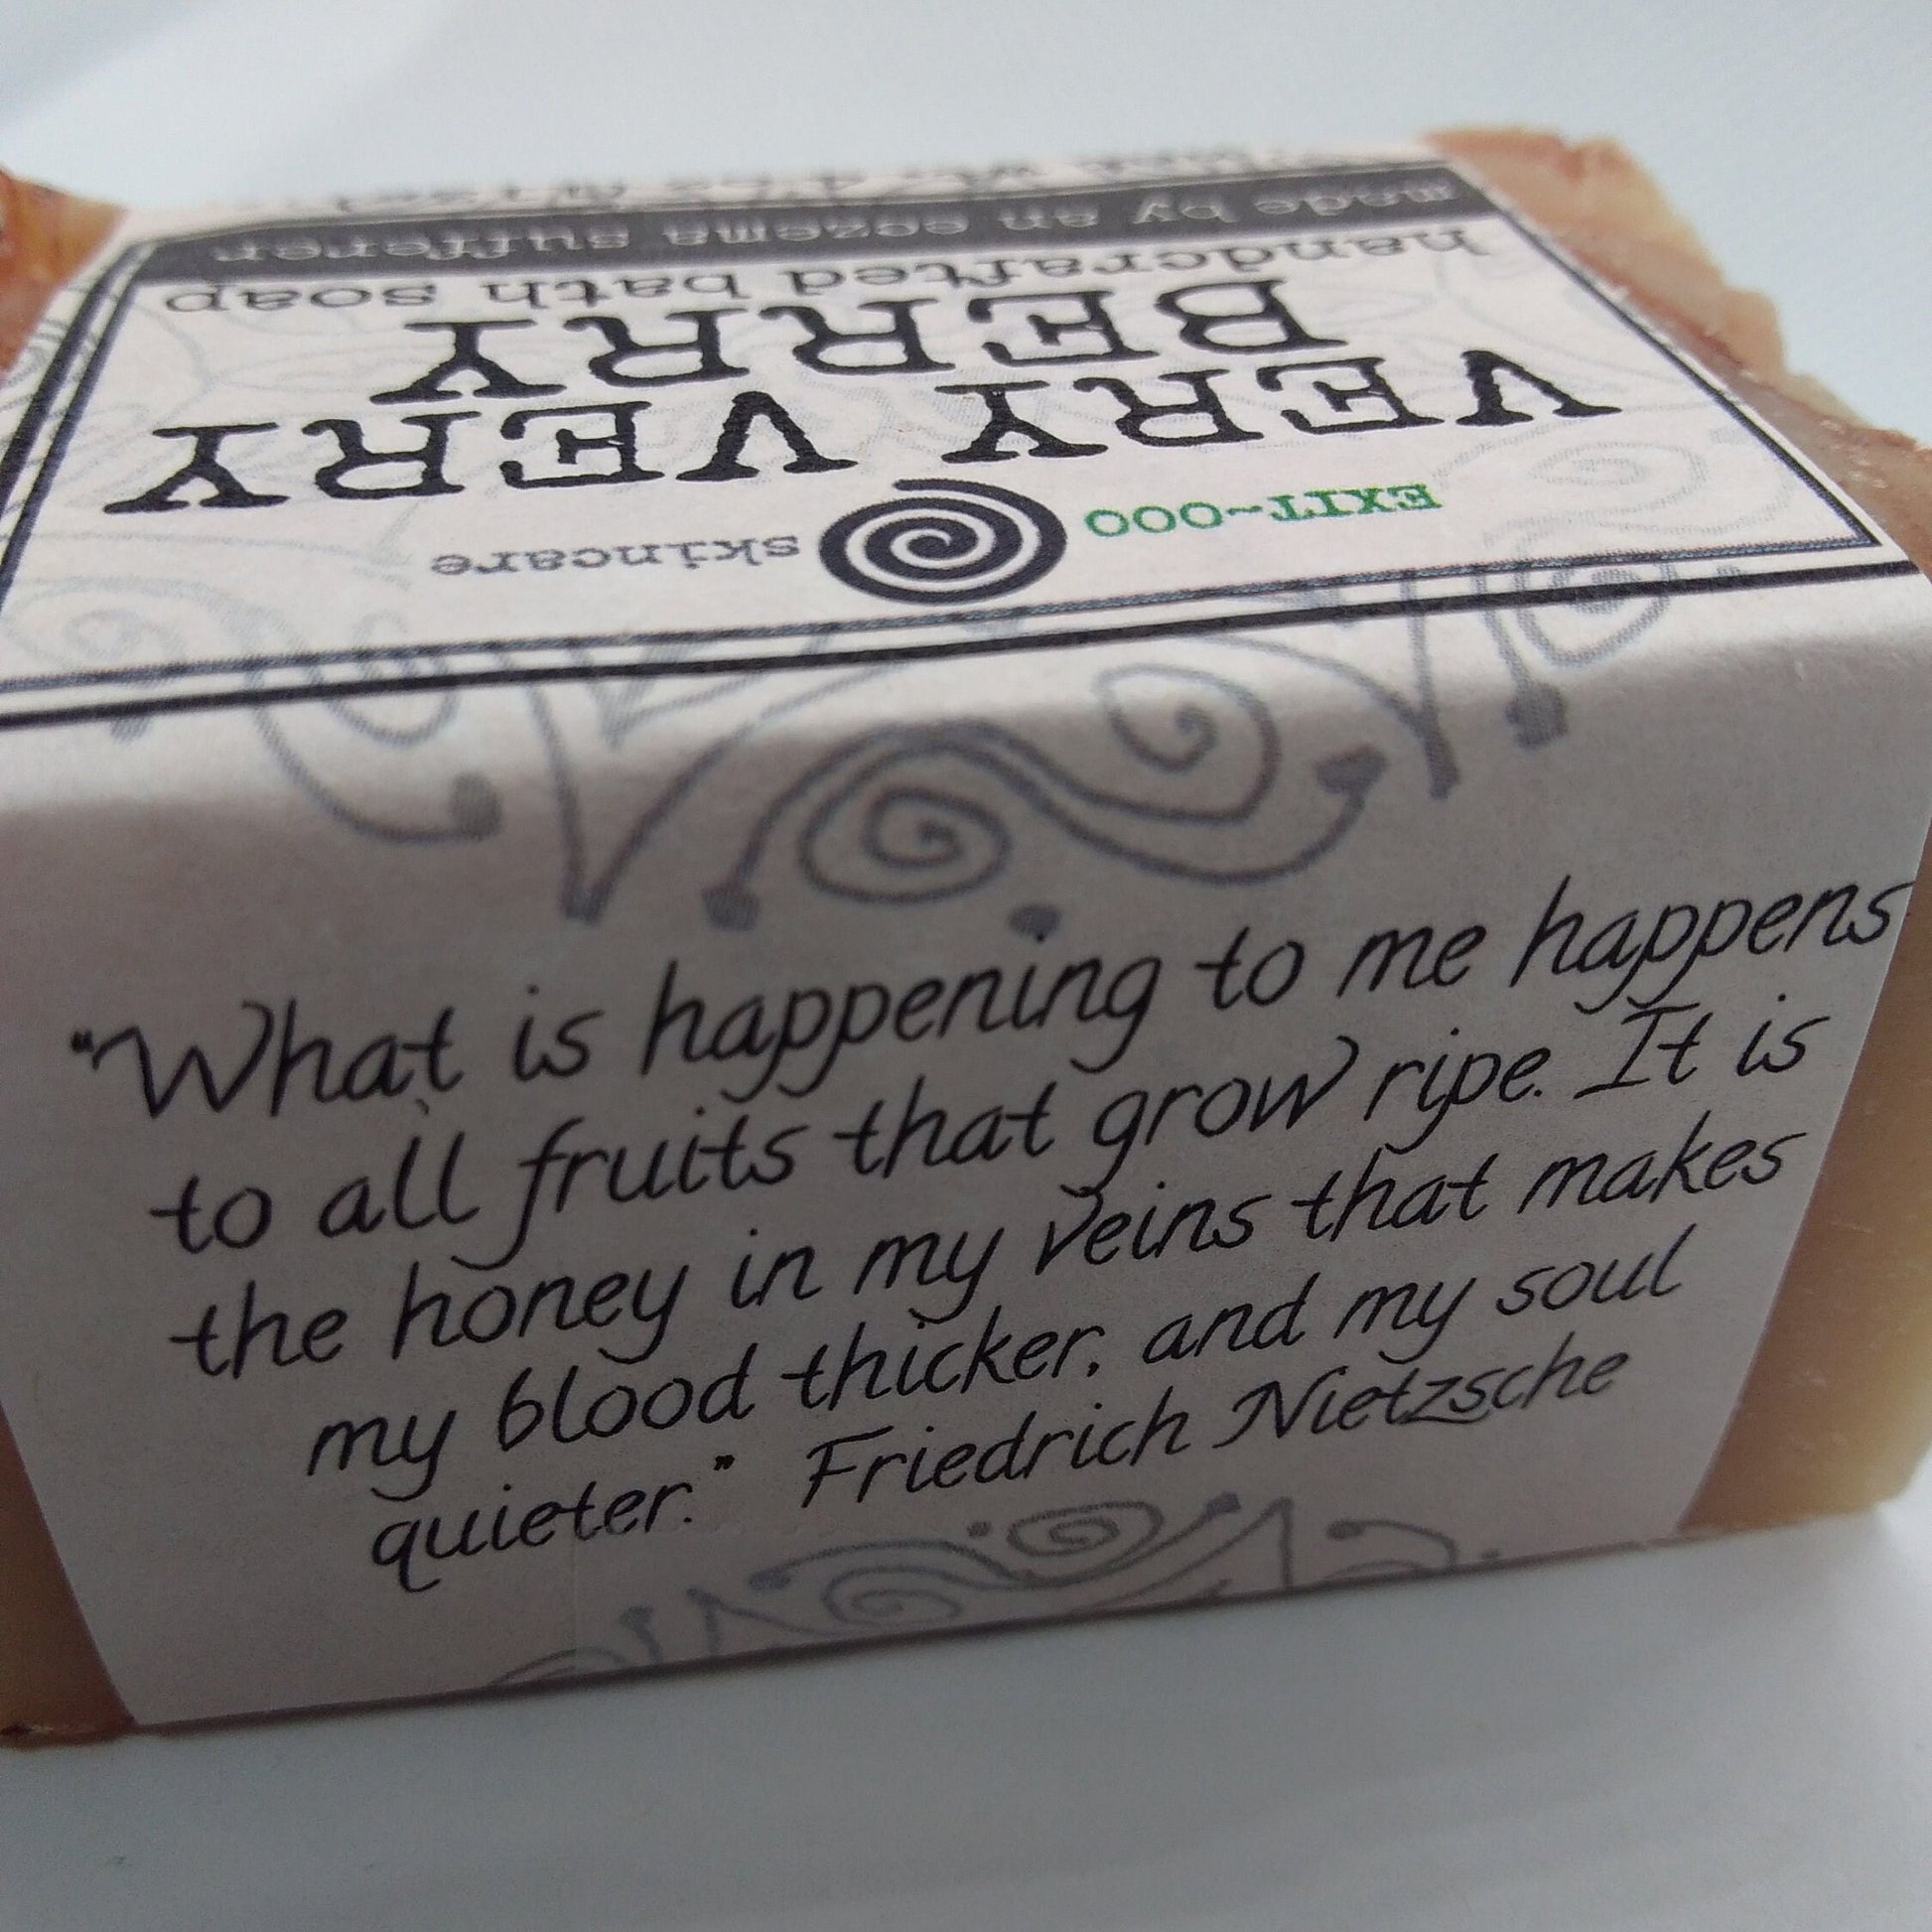 "What is happening to me happens
to all fruits that grow ripe. It is
the honey in my veins that makes
my blood thicker, and my soul
quieter." Friedrich Nietzsche
EXIT-000 skincare
VERY VERY
BERRY
handcrafted bath soap
made by an eczema sufferer